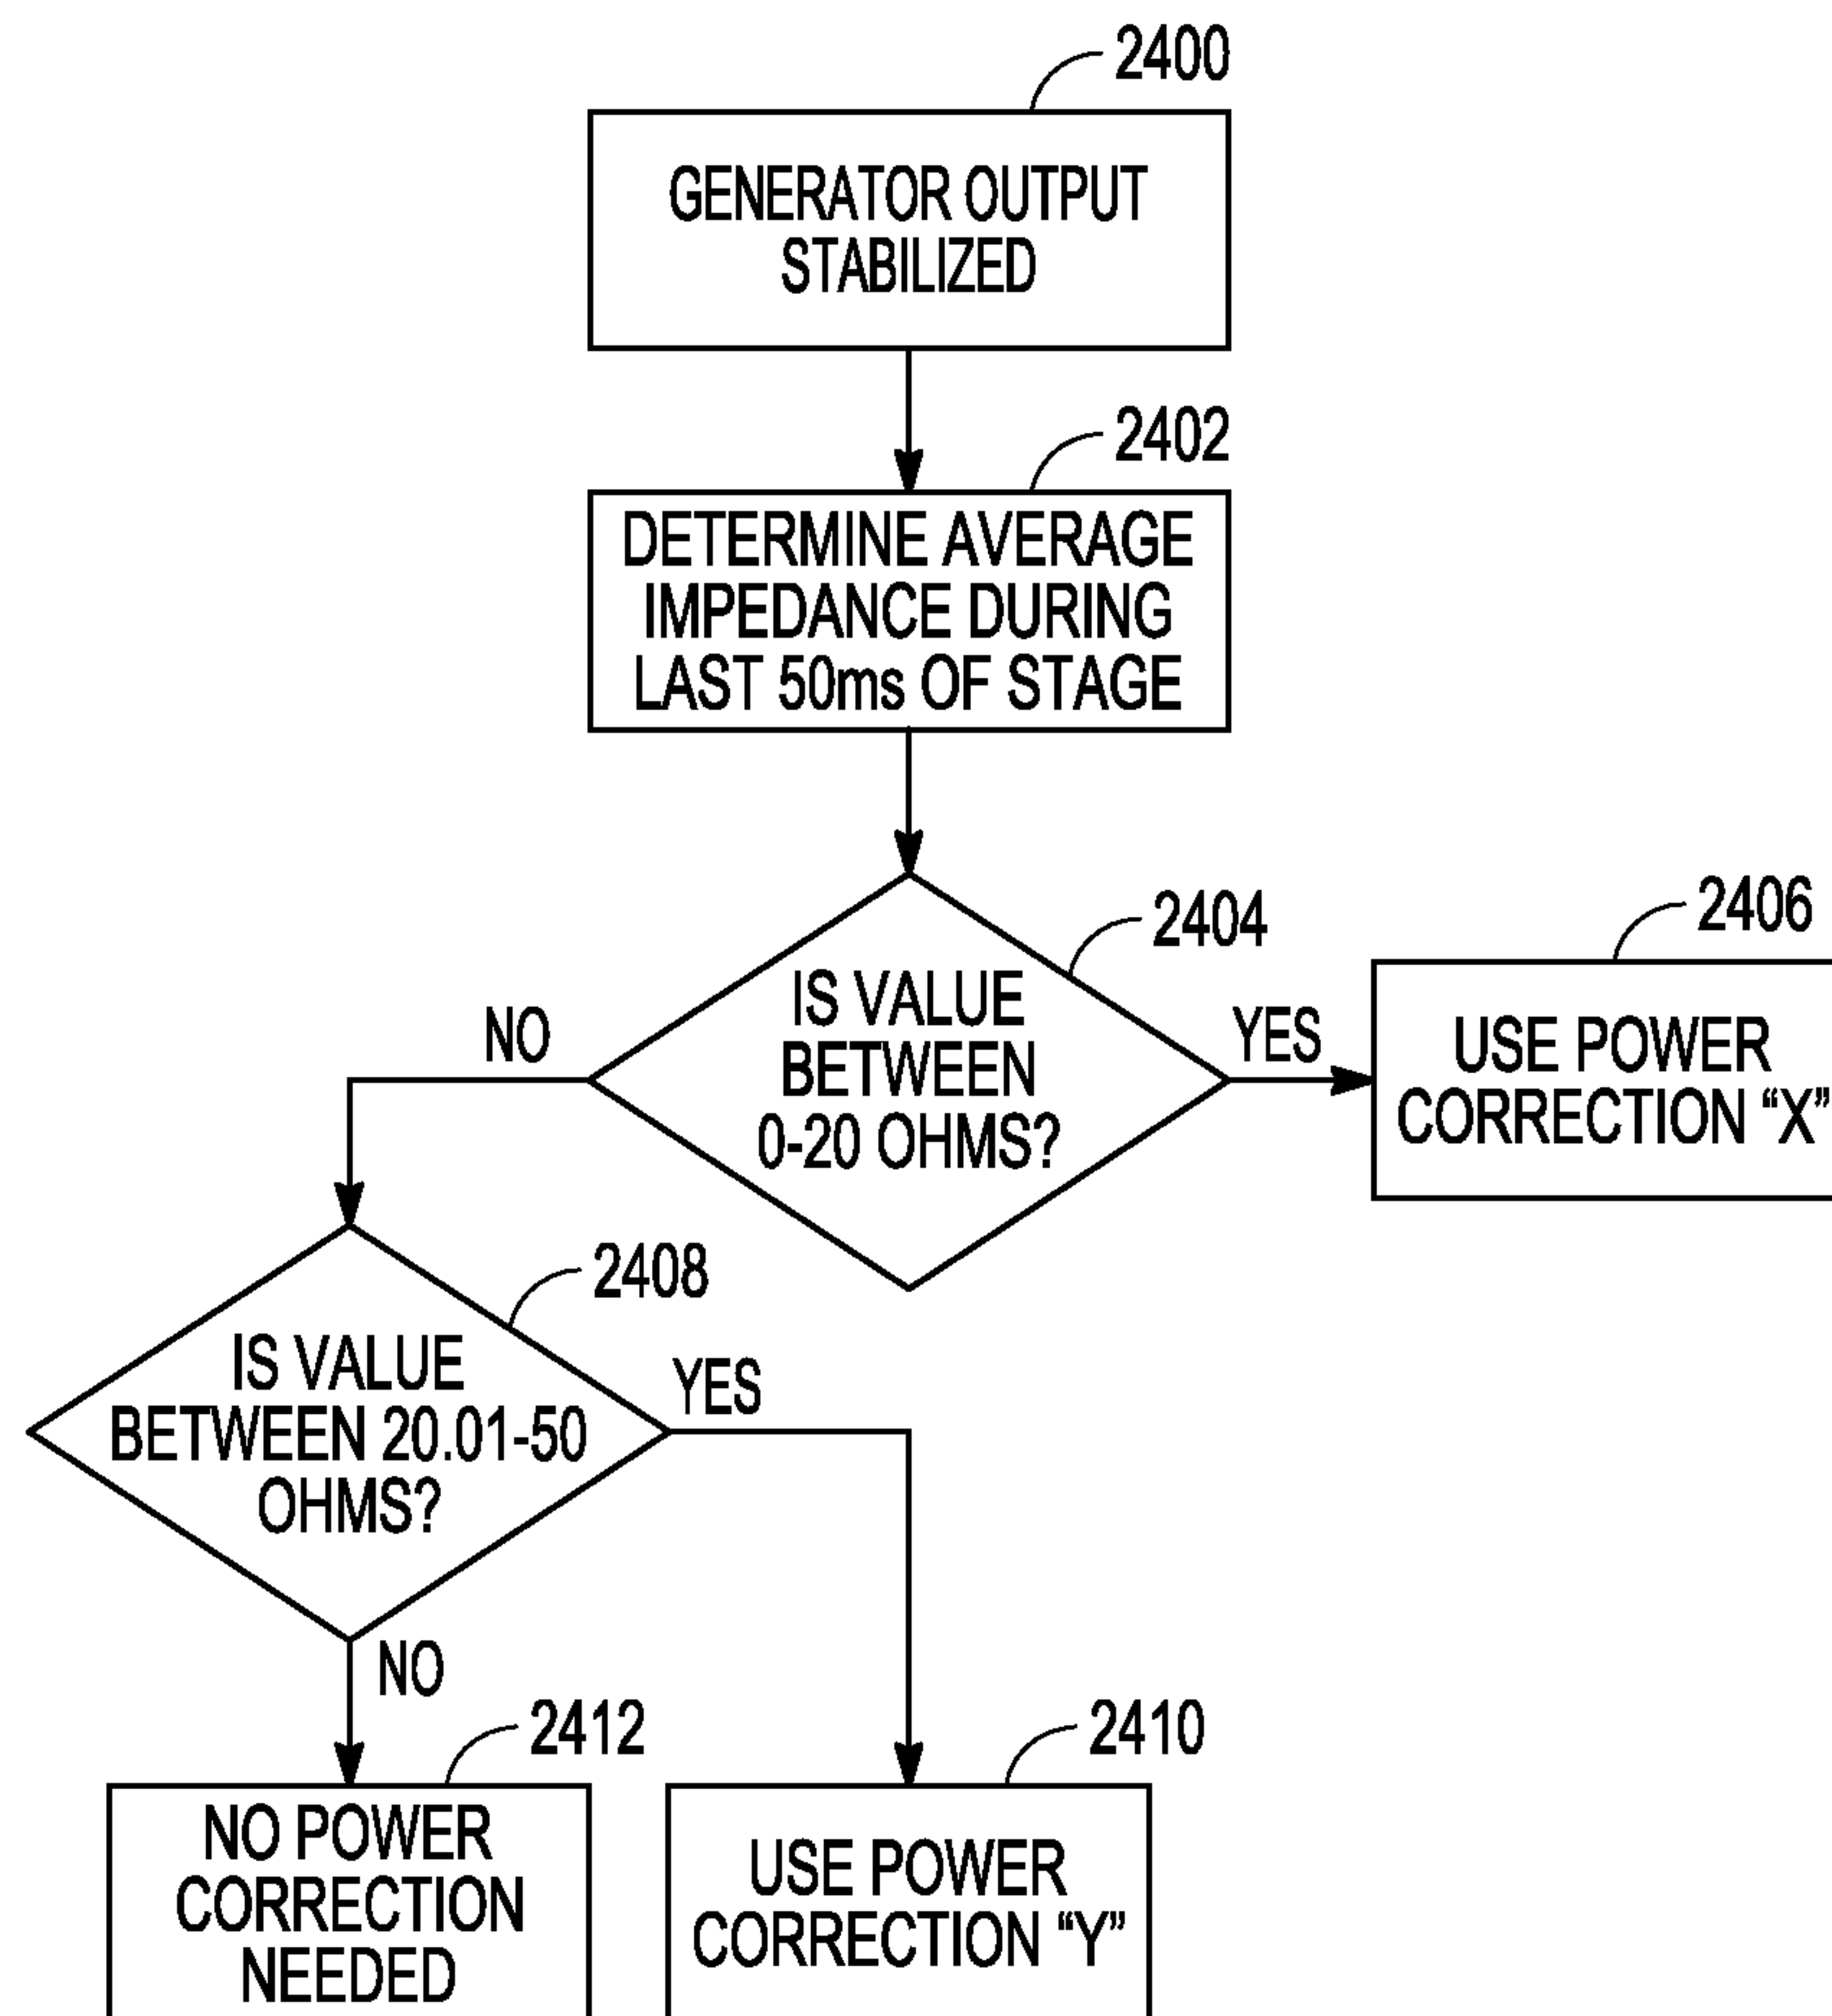 2400
GENERATOR OUTPUT
STABILIZED
2402
DETERMINE AVERAGE
IMPEDANCE DURING
LAST 50ms OF STAGE
2404
IS VALUE
BETWEEN
0-20 OHMS?
NO
YES
2406
USE POWER
CORRECTION “X”
2408
IS VALUE
BETWEEN 20.01-50
OHMS?
YES
NO
2412
NO POWER
CORRECTION
NEEDED
2410
USE POWER
CORRECTION “Y”